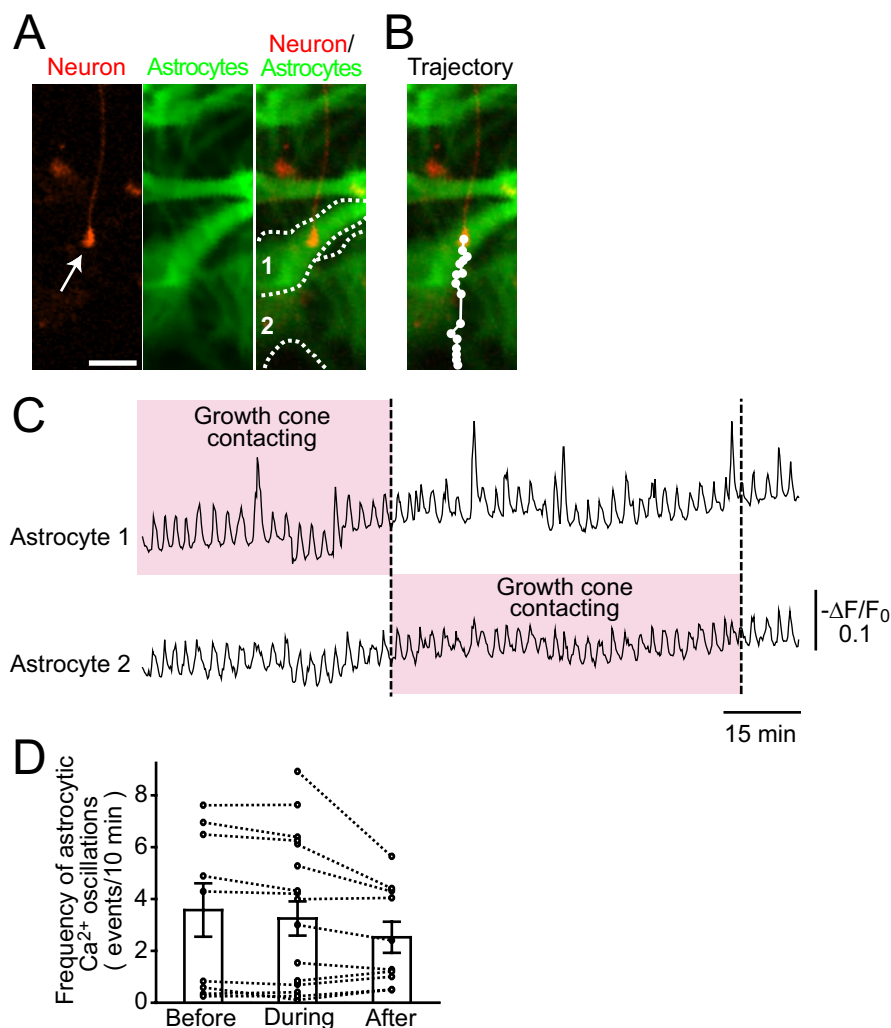 A
B
Neuron
Astrocytes
Neuron/
Astrocytes
Trajectory
1
2
C
Growth cone
contacting
Astrocyte 1
Growth cone
contacting
Astrocyte 2
-ΔF/F0
0.1
15 min
D
Frequency of astrocytic
Ca2+ oscillations
( events/10 min )
8
6
4
2
0
Before
During
After